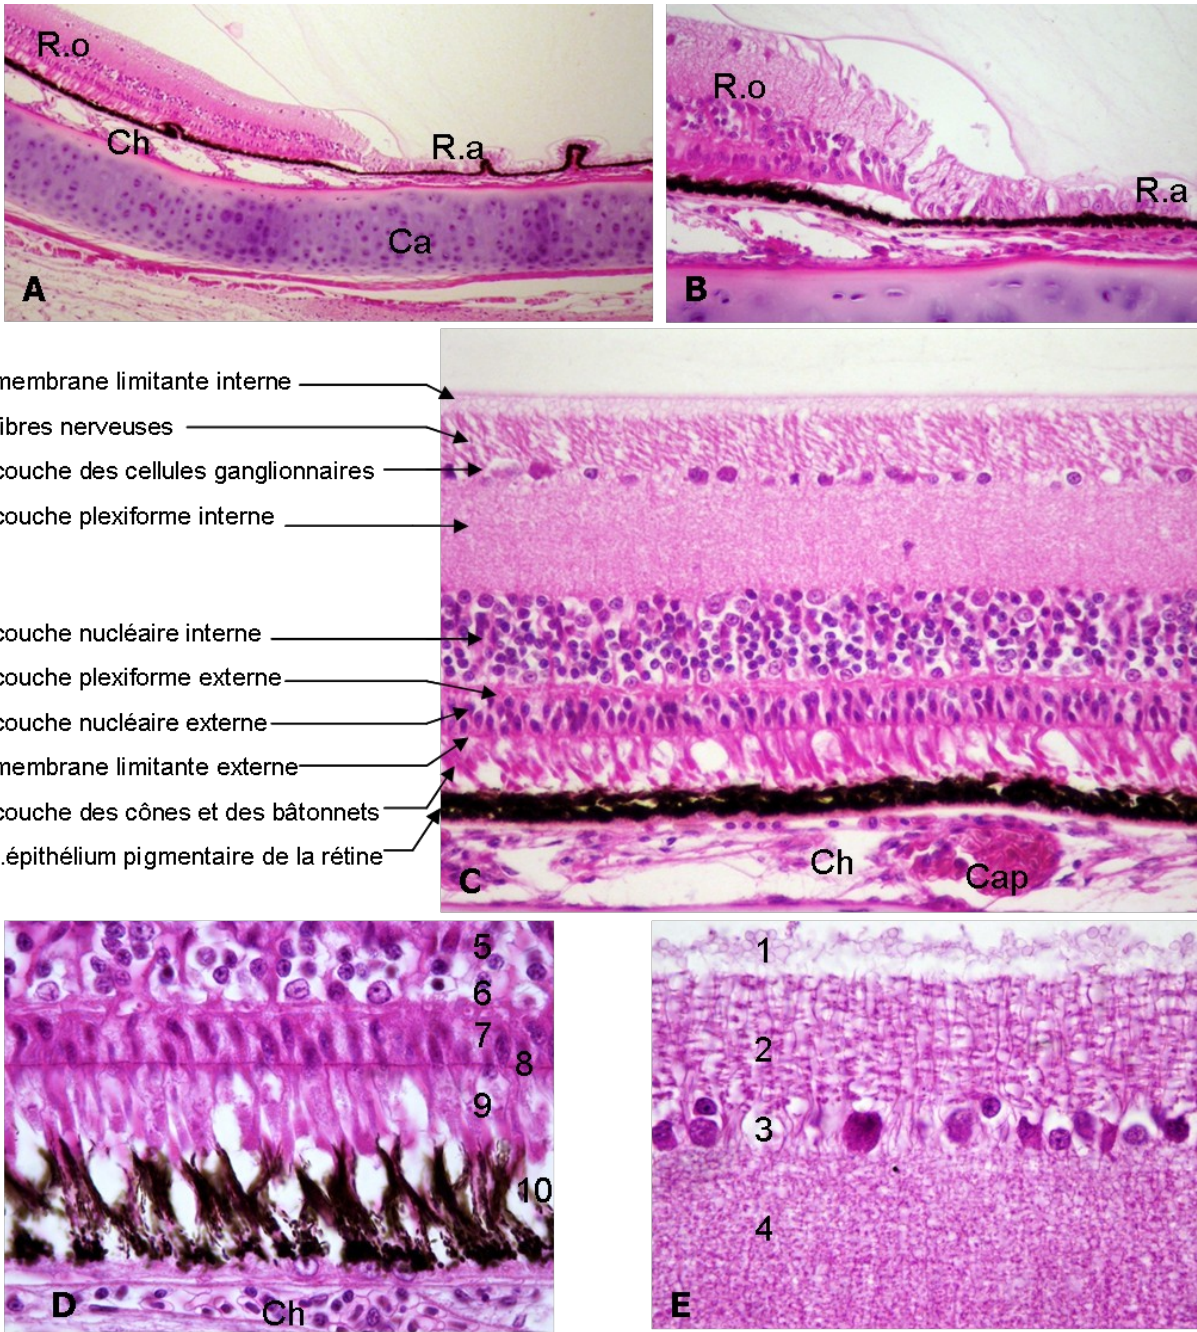 R.o
Ch
R.a
Ca
A
R.o
R.a
B
membrane limitante interne
fibres nerveuses
couche des cellules ganglionnaires
couche plexiforme interne
couche nucléaire interne
couche plexiforme externe
couche nucléaire externe
membrane limitante externe
couche des cônes et des bâtonnets
.épithélium pigmentaire de la rétine
Ch
Cap
C
5
6
7
8
9
10
D
Ch
1
2
3
4
E